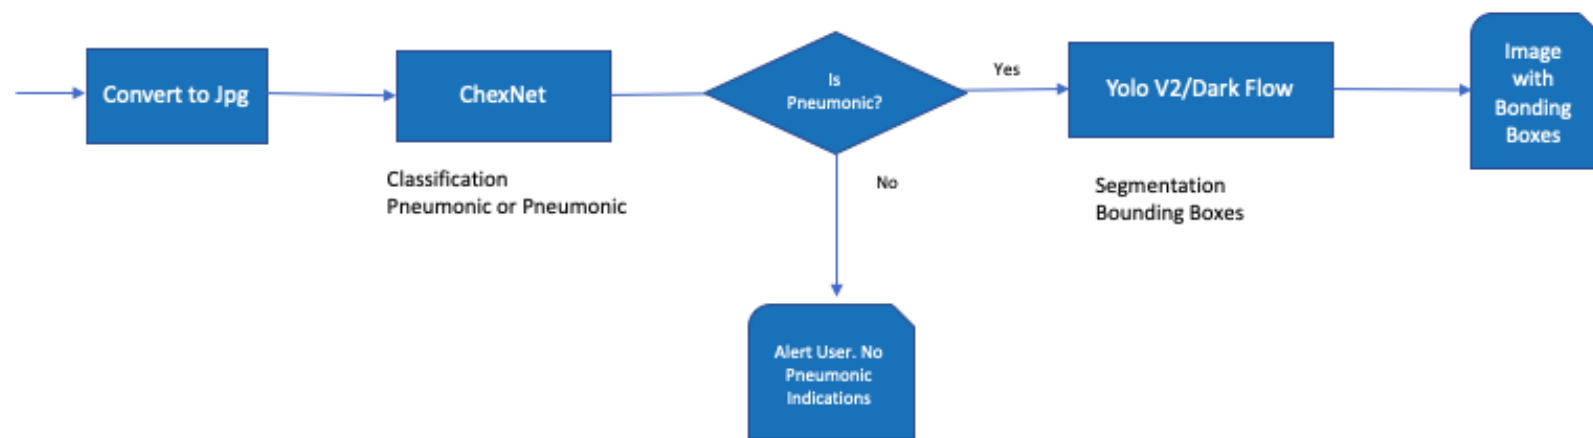 Convert to Jpg
ChexNet
Classification
Pneumonic or Pneumonic
Is
Pneumonic?
Yes
No
Alert User. No
Pneumonic
Indications
Yolo V2/Dark Flow
Segmentation
Bounding Boxes
Image
with
Bonding
Boxes